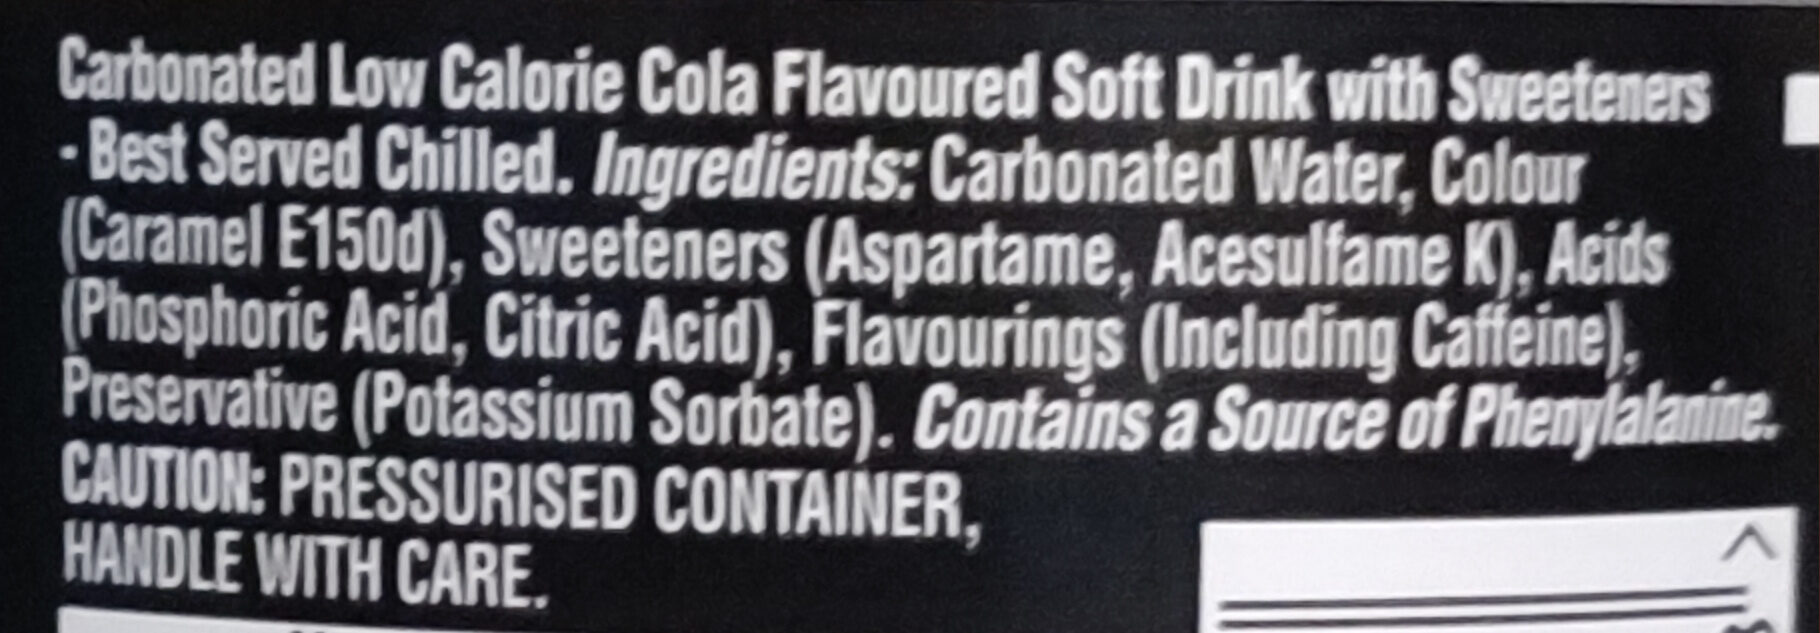 Carbonated Low Calorie Cola Flavoured Soft Drink with Sweeteners
- Best Served Chilled. Ingredients: Carbonated Water, Colour
(Caramel E150d), Sweeteners (Aspartame, Acesulfame K), Acids
(Phosphoric Acid, Citric Acid), Flavourings (Including Caffeine),
Preservative (Potassium Sorbate). Contains a Source of Phenylalanine.
CAUTION: PRESSURISED CONTAINER,
HANDLE WITH CARE.